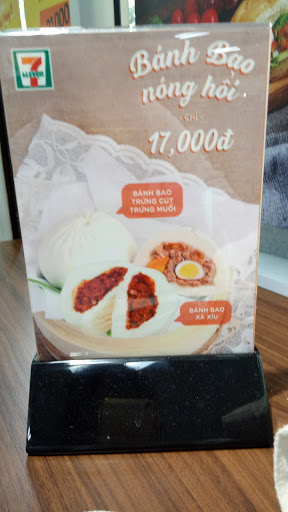 7
ELEVEN
Bánh Bao
nóng hổi
- CHỈ -
17,000đ
BÁNH BAO
TRỨNG CÚT
TRỨNG MUỐI
BÁNH BAO
XÁ XÍU